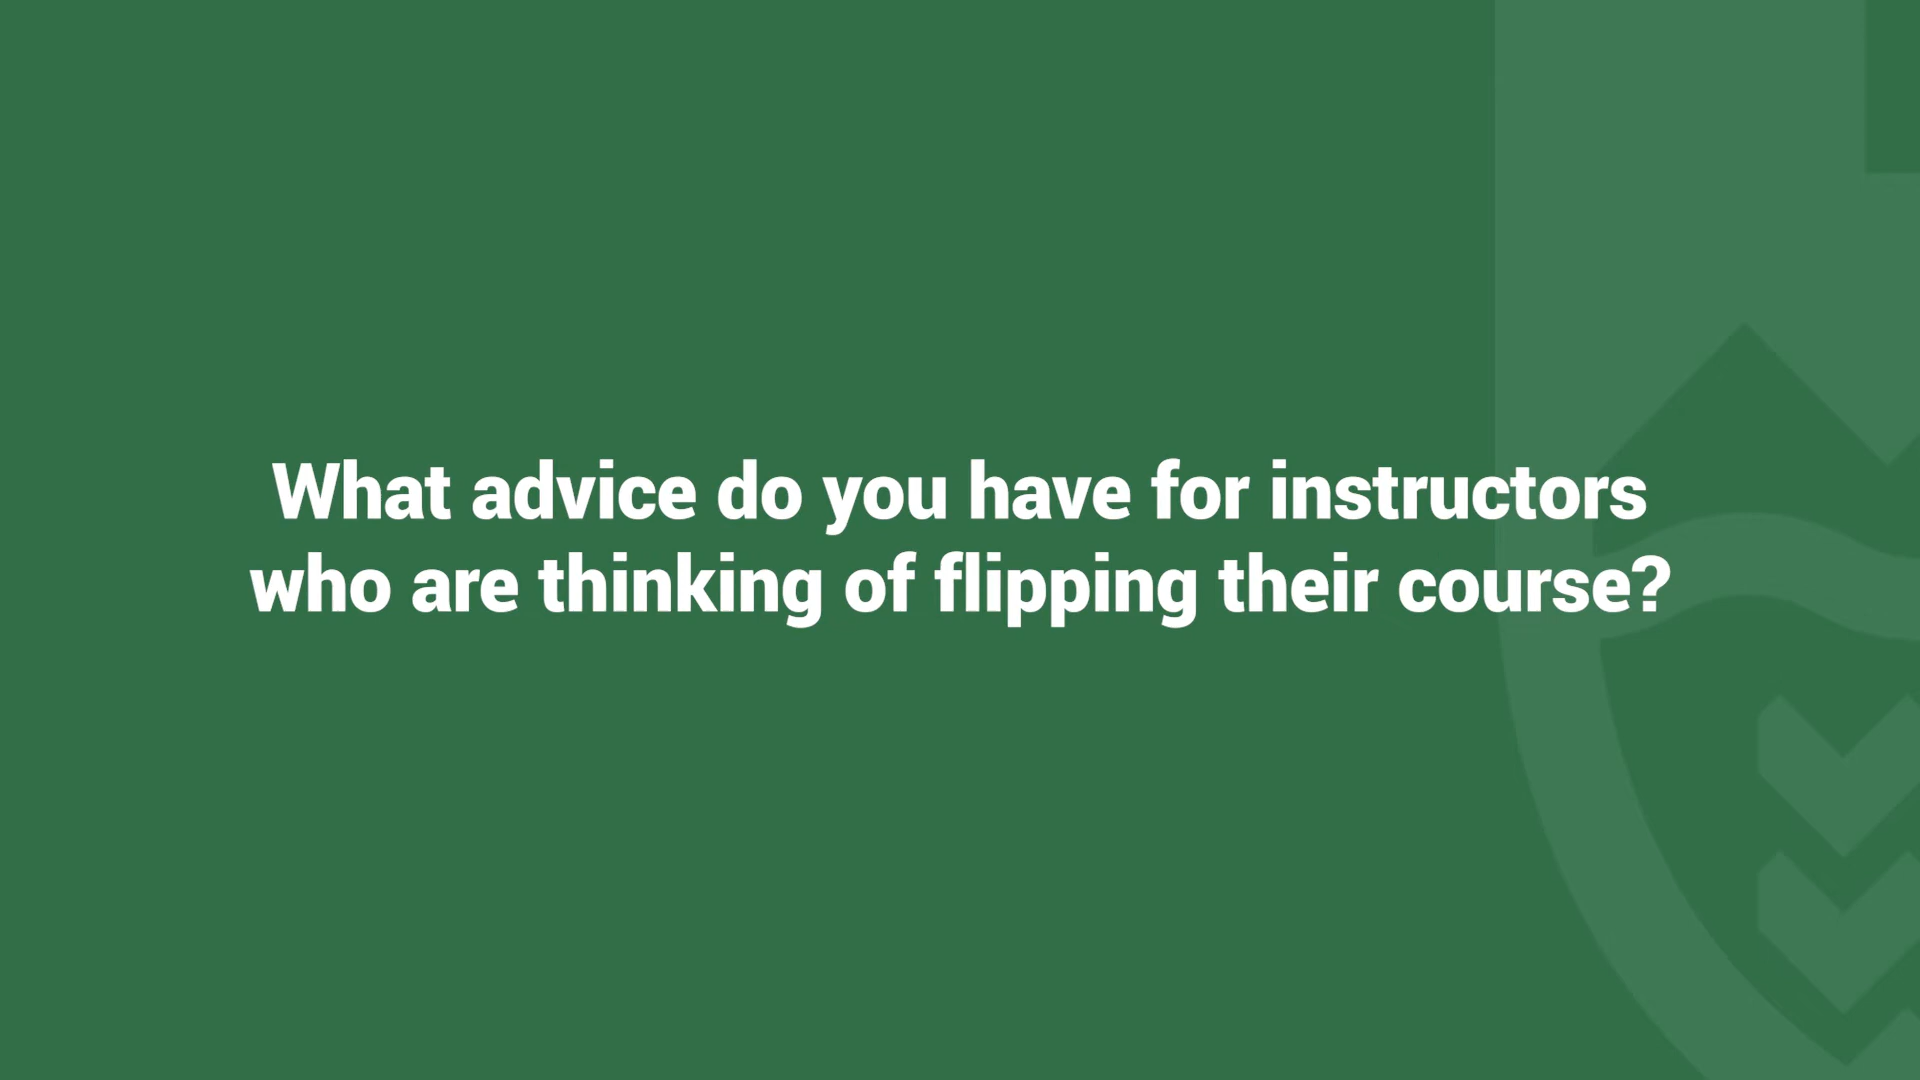 What advice do you have for instructors
who are thinking of flipping their course?